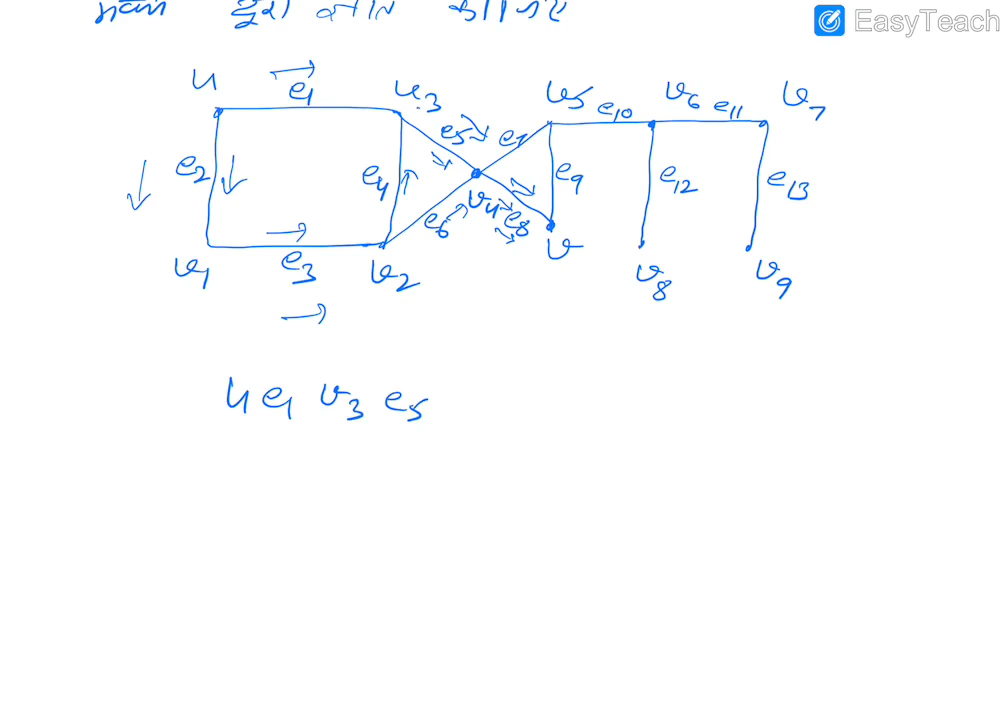 EasyTeach
u e1 v3 v5 e10 v6 e11 v7
e2 e4 e5 e7 e9 e12 e13
e6 v4 e8
v1 e3 v2 v v8 v9
u e1 v3 e5